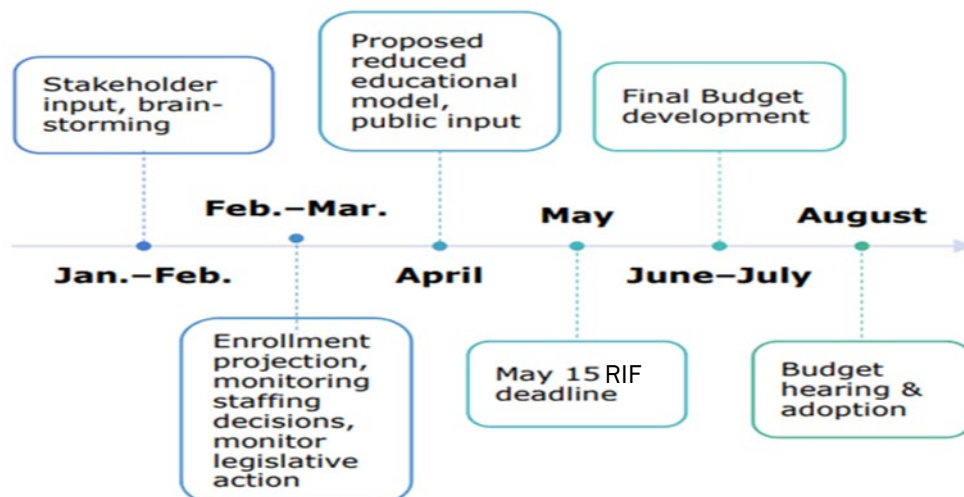 Stakeholder
input, brain-
storming
Jan.–Feb.
Feb.–Mar.
Enrollment
projection,
monitoring
staffing
decisions,
monitor
legislative
action
Proposed
reduced
educational
model,
public input
April
May
May 15 RIF
deadline
Final Budget
development
June–July
August
Budget
hearing &
adoption